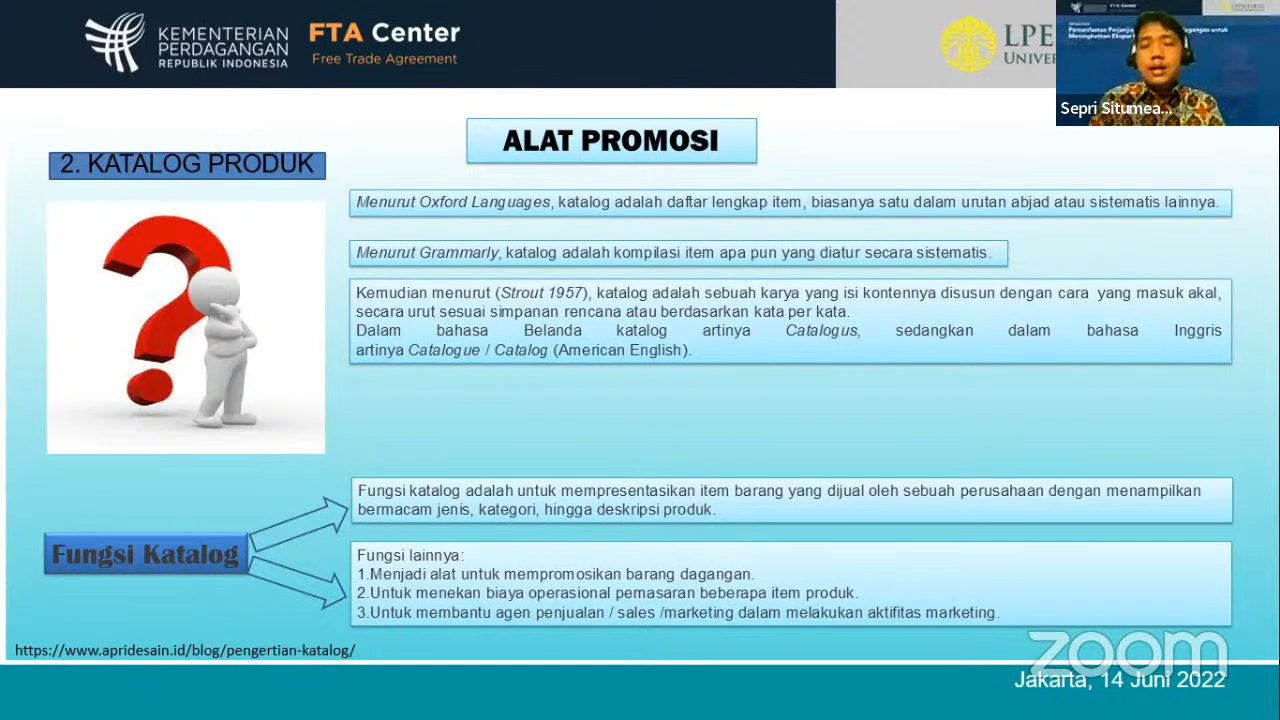 KEMENTERIAN
PERDAGANGAN
REPUBLIK INDONESIA
FTA Center
Free Trade Agreement
Sepri Situmea...
ALAT PROMOSI
2. KATALOG PRODUK
Menurut Oxford Languages, katalog adalah daftar lengkap item, biasanya satu dalam urutan abjad atau sistematis lainnya.
Menurut Grammarly, katalog adalah kompilasi item apa pun yang diatur secara sistematis.
Kemudian menurut (Strout 1957), katalog adalah sebuah karya yang isi kontennya disusun dengan cara yang masuk akal,
secara urut sesuai simpanan rencana atau berdasarkan kata per kata.
Dalam bahasa Belanda katalog artinya Catalogus, sedangkan dalam bahasa Inggris
artinya Catalogue / Catalog (American English).
Fungsi Katalog
Fungsi katalog adalah untuk mempresentasikan item barang yang dijual oleh sebuah perusahaan dengan menampilkan
bermacam jenis, kategori, hingga deskripsi produk.
Fungsi lainnya:
1.Menjadi alat untuk mempromosikan barang dagangan.
2.Untuk menekan biaya operasional pemasaran beberapa item produk.
3.Untuk membantu agen penjualan / sales /marketing dalam melakukan aktifitas marketing.
https://www.apridesain.id/blog/pengertian-katalog/
zoom
Jakarta, 14 Juni 2022